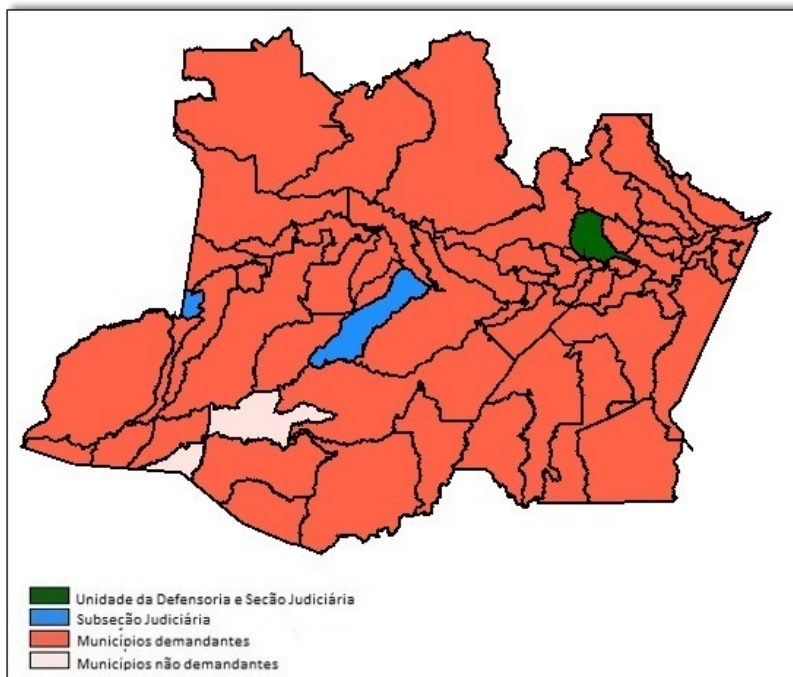 Unidade da Defensoria e Secão Judiciária
Subseção Judiciária
Municípios demandantes
Municípios não demandantes